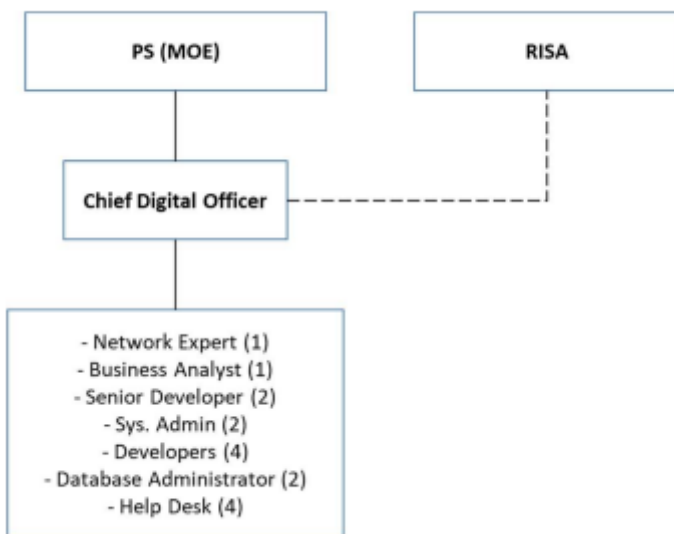 PS (MOE)
RISA
Chief Digital Officer
- Network Expert (1)
- Business Analyst (1)
- Senior Developer (2)
- Sys. Admin (2)
- Developers (4)
- Database Administrator (2)
- Help Desk (4)